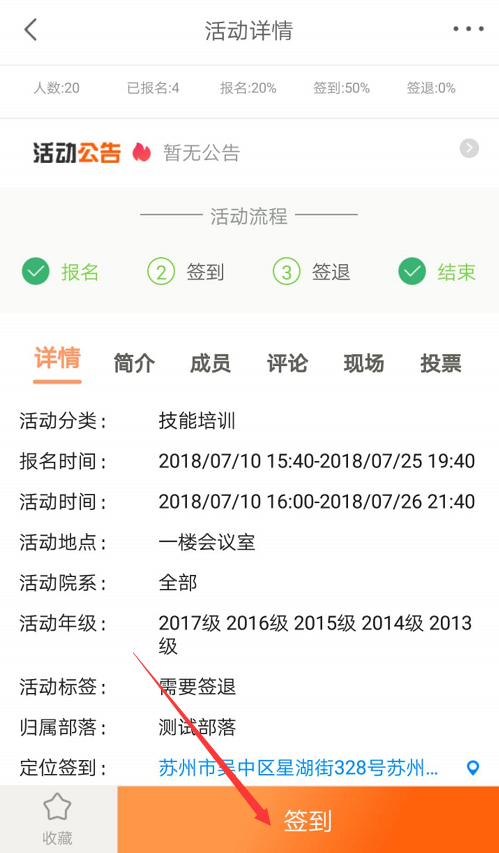 活动详情
人数:20 已报名:4 报名:20% 签到:50% 签退:0%
活动公告 暂无公告
活动流程
报名 2 签到 3 签退 结束
详情 简介 成员 评论 现场 投票
活动分类: 技能培训
报名时间: 2018/07/10 15:40-2018/07/25 19:40
活动时间: 2018/07/10 16:00-2018/07/26 21:40
活动地点: 一楼会议室
活动院系: 全部
活动年级: 2017级 2016级 2015级 2014级 2013
级
活动标签: 需要签退
归属部落: 测试部落
定位签到: 苏州市吴中区星湖街328号苏州...
收藏 签到